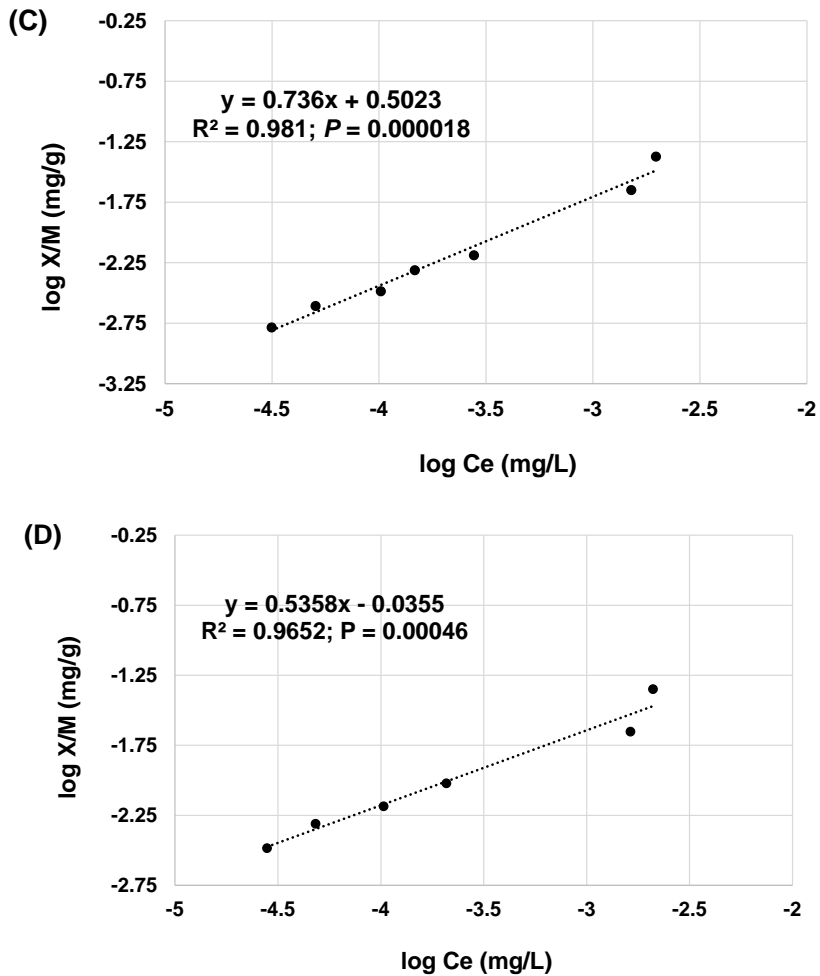 (C)
-0.25
-0.75
-1.25
-1.75
-2.25
-2.75
-3.25
y = 0.736x + 0.5023
R² = 0.981; P = 0.000018
log X/M (mg/g)
-5
-4.5
-4
-3.5
-3
-2.5
-2
log Ce (mg/L)
(D)
-0.25
-0.75
-1.25
-1.75
-2.25
-2.75
y = 0.5358x - 0.0355
R² = 0.9652; P = 0.00046
log X/M (mg/g)
-5
-4.5
-4
-3.5
-3
-2.5
-2
log Ce (mg/L)